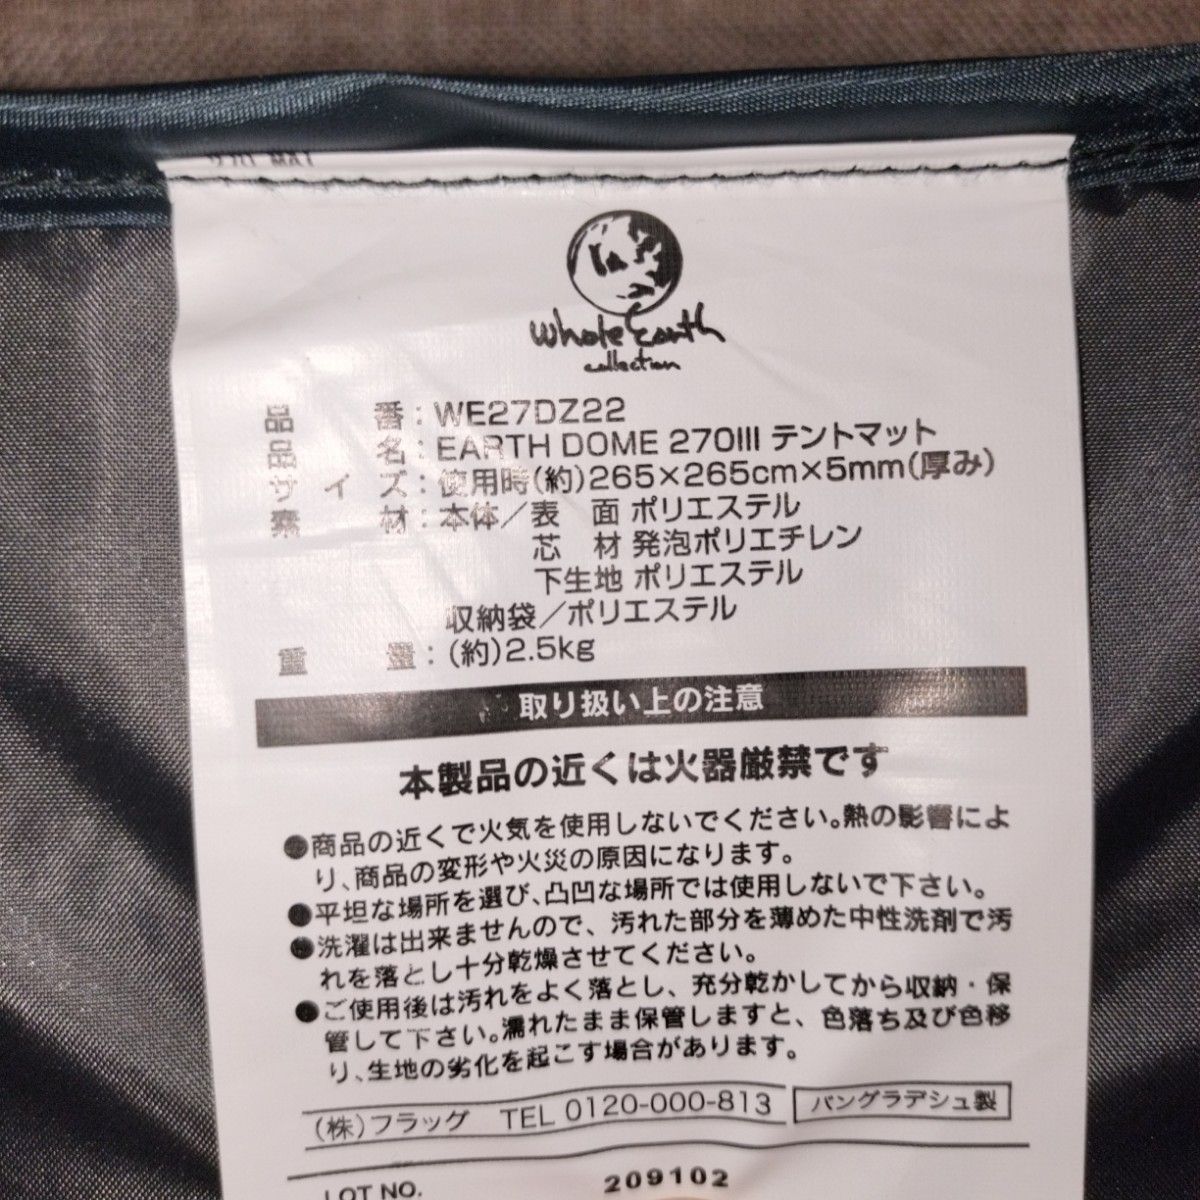 Whole Earth
collection
品番:WE27DZ22
品名:EARTH DOME 270III テントマット
サイズ:使用時(約)265×265cm×5mm(厚み)
素材:本体/表 面 ポリエステル
芯 材 発泡ポリエチレン
下生地 ポリエステル
収納袋/ポリエステル
重量:(約)2.5kg
取り扱い上の注意
本製品の近くは火器厳禁です
●商品の近くで火気を使用しないでください。熱の影響によ
り、商品の変形や火災の原因になります。
●平坦な場所を選び、凸凹な場所では使用しないで下さい。
●洗濯は出来ませんので、汚れた部分を薄めた中性洗剤で汚
れを落とし十分乾燥させてください。
●ご使用後は汚れをよく落とし、充分乾かしてから収納・保
管して下さい。濡れたまま保管しますと、色落ち及び色移
り、生地の劣化を起こす場合があります。
(株)フラッグ TEL 0120-000-813 バングラデシュ製
LOT NO. 209102